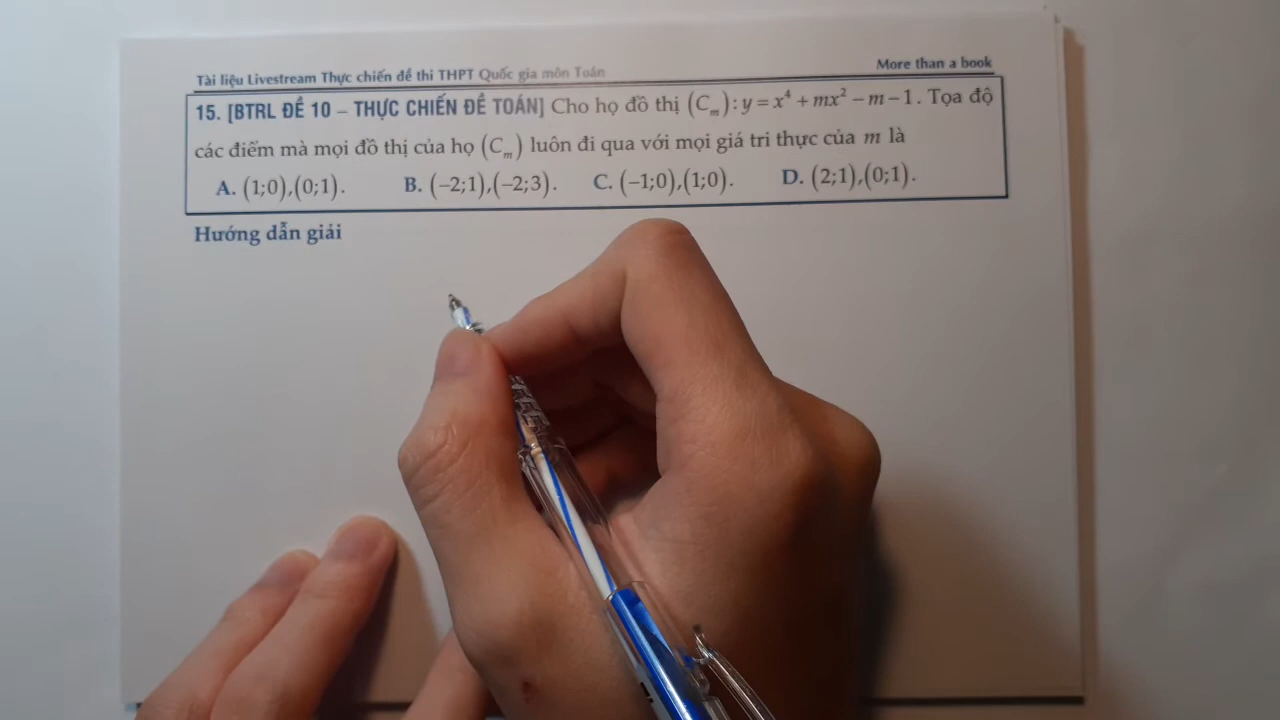 Tài liệu Livestream Thực chiến đề thi THPT Quốc gia môn Toán More than a book
15. [BTRL ĐỀ 10 – THỰC CHIẾN ĐỀ TOÁN] Cho họ đồ thị (Cₘ): y = x⁴ + mx² − m − 1. Tọa độ
các điểm mà mọi đồ thị của họ (Cₘ) luôn đi qua với mọi giá tri thực của m là
A. (1;0),(0;1). B. (−2;1),(−2;3). C. (−1;0),(1;0). D. (2;1),(0;1).
Hướng dẫn giải